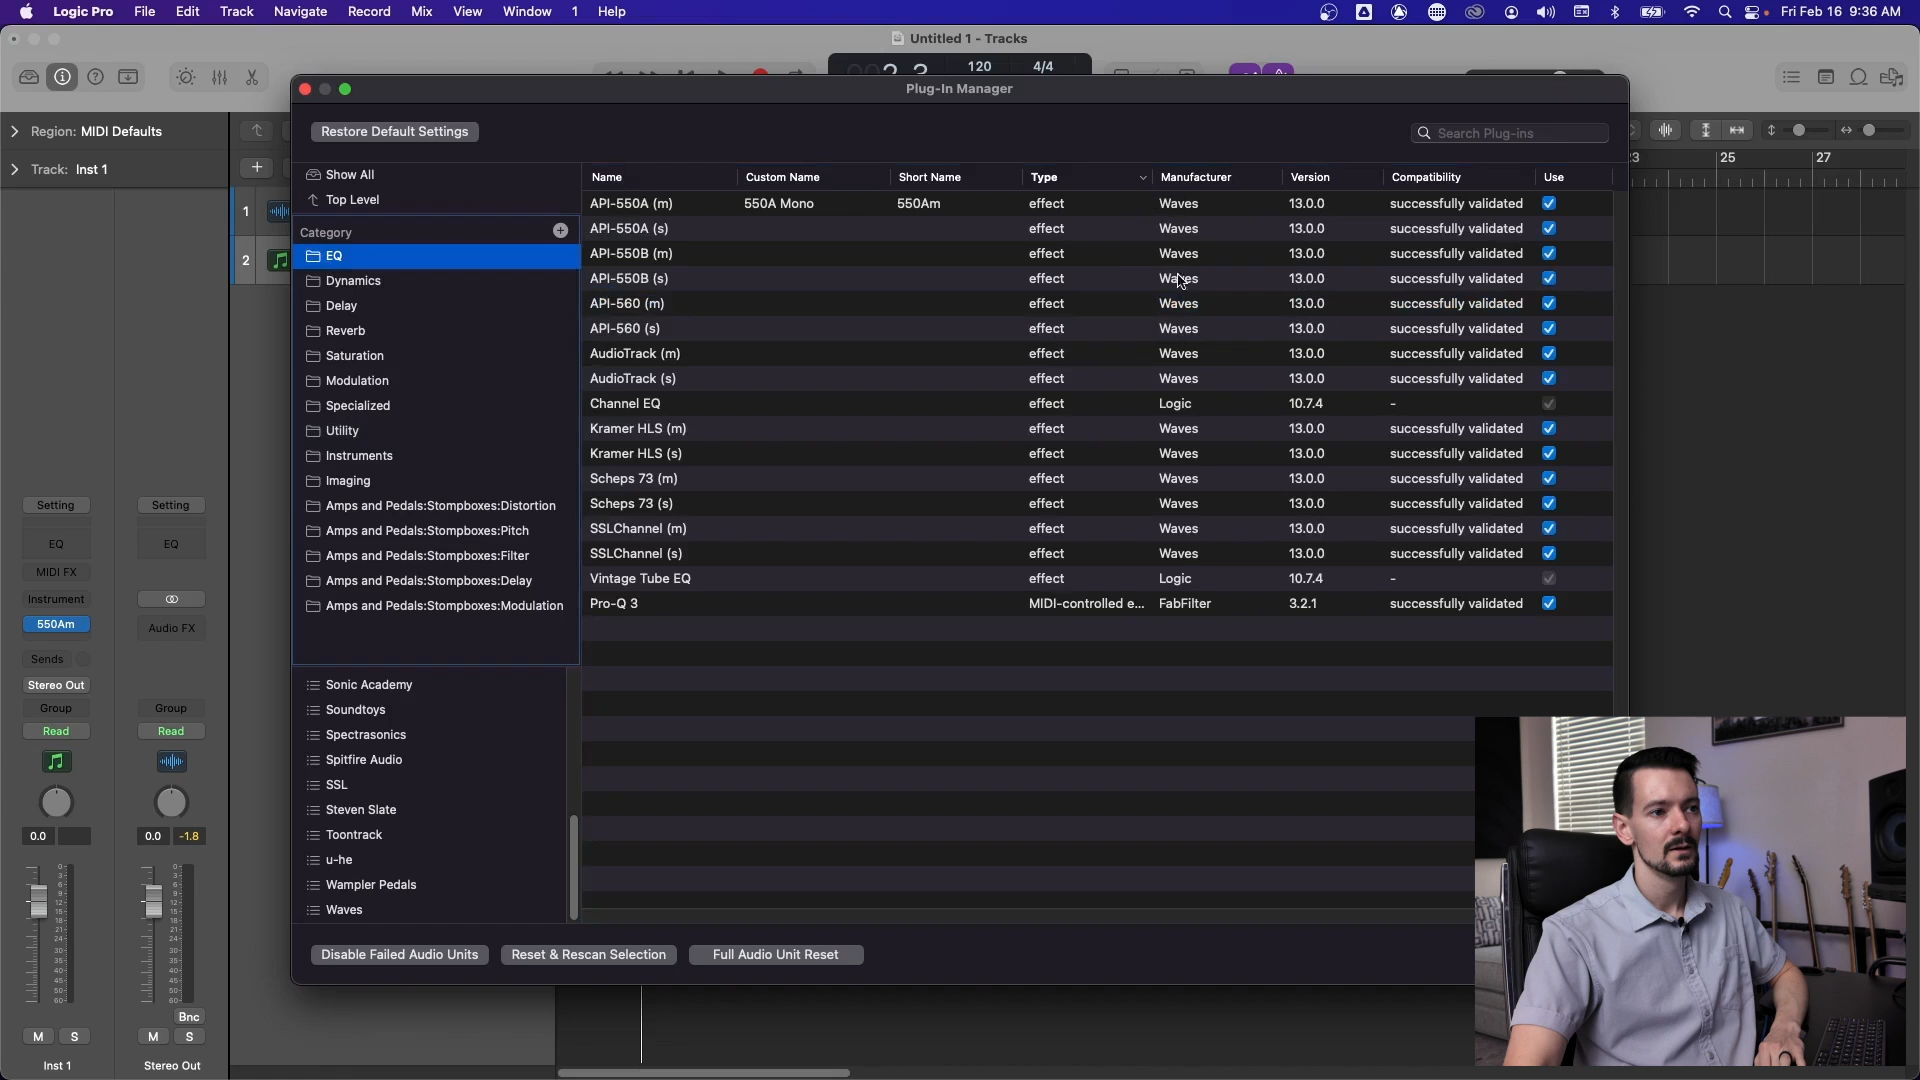 Logic Pro File Edit Track Navigate Record Mix View Window 1 Help
Fri Feb 16 9:36 AM
Untitled 1 - Tracks
120 4/4
Plug-In Manager
Restore Default Settings
Search Plug-ins
Region: MIDI Defaults
Track: Inst 1
25 27
1
2
Show All
Top Level
Category
EQ
Dynamics
Delay
Reverb
Saturation
Modulation
Specialized
Utility
Instruments
Imaging
Amps and Pedals:Stompboxes:Distortion
Amps and Pedals:Stompboxes:Pitch
Amps and Pedals:Stompboxes:Filter
Amps and Pedals:Stompboxes:Delay
Amps and Pedals:Stompboxes:Modulation
Sonic Academy
Soundtoys
Spectrasonics
Spitfire Audio
SSL
Steven Slate
Toontrack
u-he
Wampler Pedals
Waves
Name Custom Name Short Name Type Manufacturer Version Compatibility Use
API-550A (m) 550A Mono 550Am effect Waves 13.0.0 successfully validated
API-550A (s) effect Waves 13.0.0 successfully validated
API-550B (m) effect Waves 13.0.0 successfully validated
API-550B (s) effect Waves 13.0.0 successfully validated
API-560 (m) effect Waves 13.0.0 successfully validated
API-560 (s) effect Waves 13.0.0 successfully validated
AudioTrack (m) effect Waves 13.0.0 successfully validated
AudioTrack (s) effect Waves 13.0.0 successfully validated
Channel EQ effect Logic 10.7.4 -
Kramer HLS (m) effect Waves 13.0.0 successfully validated
Kramer HLS (s) effect Waves 13.0.0 successfully validated
Scheps 73 (m) effect Waves 13.0.0 successfully validated
Scheps 73 (s) effect Waves 13.0.0 successfully validated
SSLChannel (m) effect Waves 13.0.0 successfully validated
SSLChannel (s) effect Waves 13.0.0 successfully validated
Vintage Tube EQ effect Logic 10.7.4 -
Pro-Q 3 MIDI-controlled e... FabFilter 3.2.1 successfully validated
Disable Failed Audio Units Reset & Rescan Selection Full Audio Unit Reset
Setting Setting
EQ EQ
MIDI FX
Instrument
550Am Audio FX
Sends
Stereo Out
Group Group
Read Read
0.0 0.0 -1.8
Bnc
M S M S
Inst 1 Stereo Out